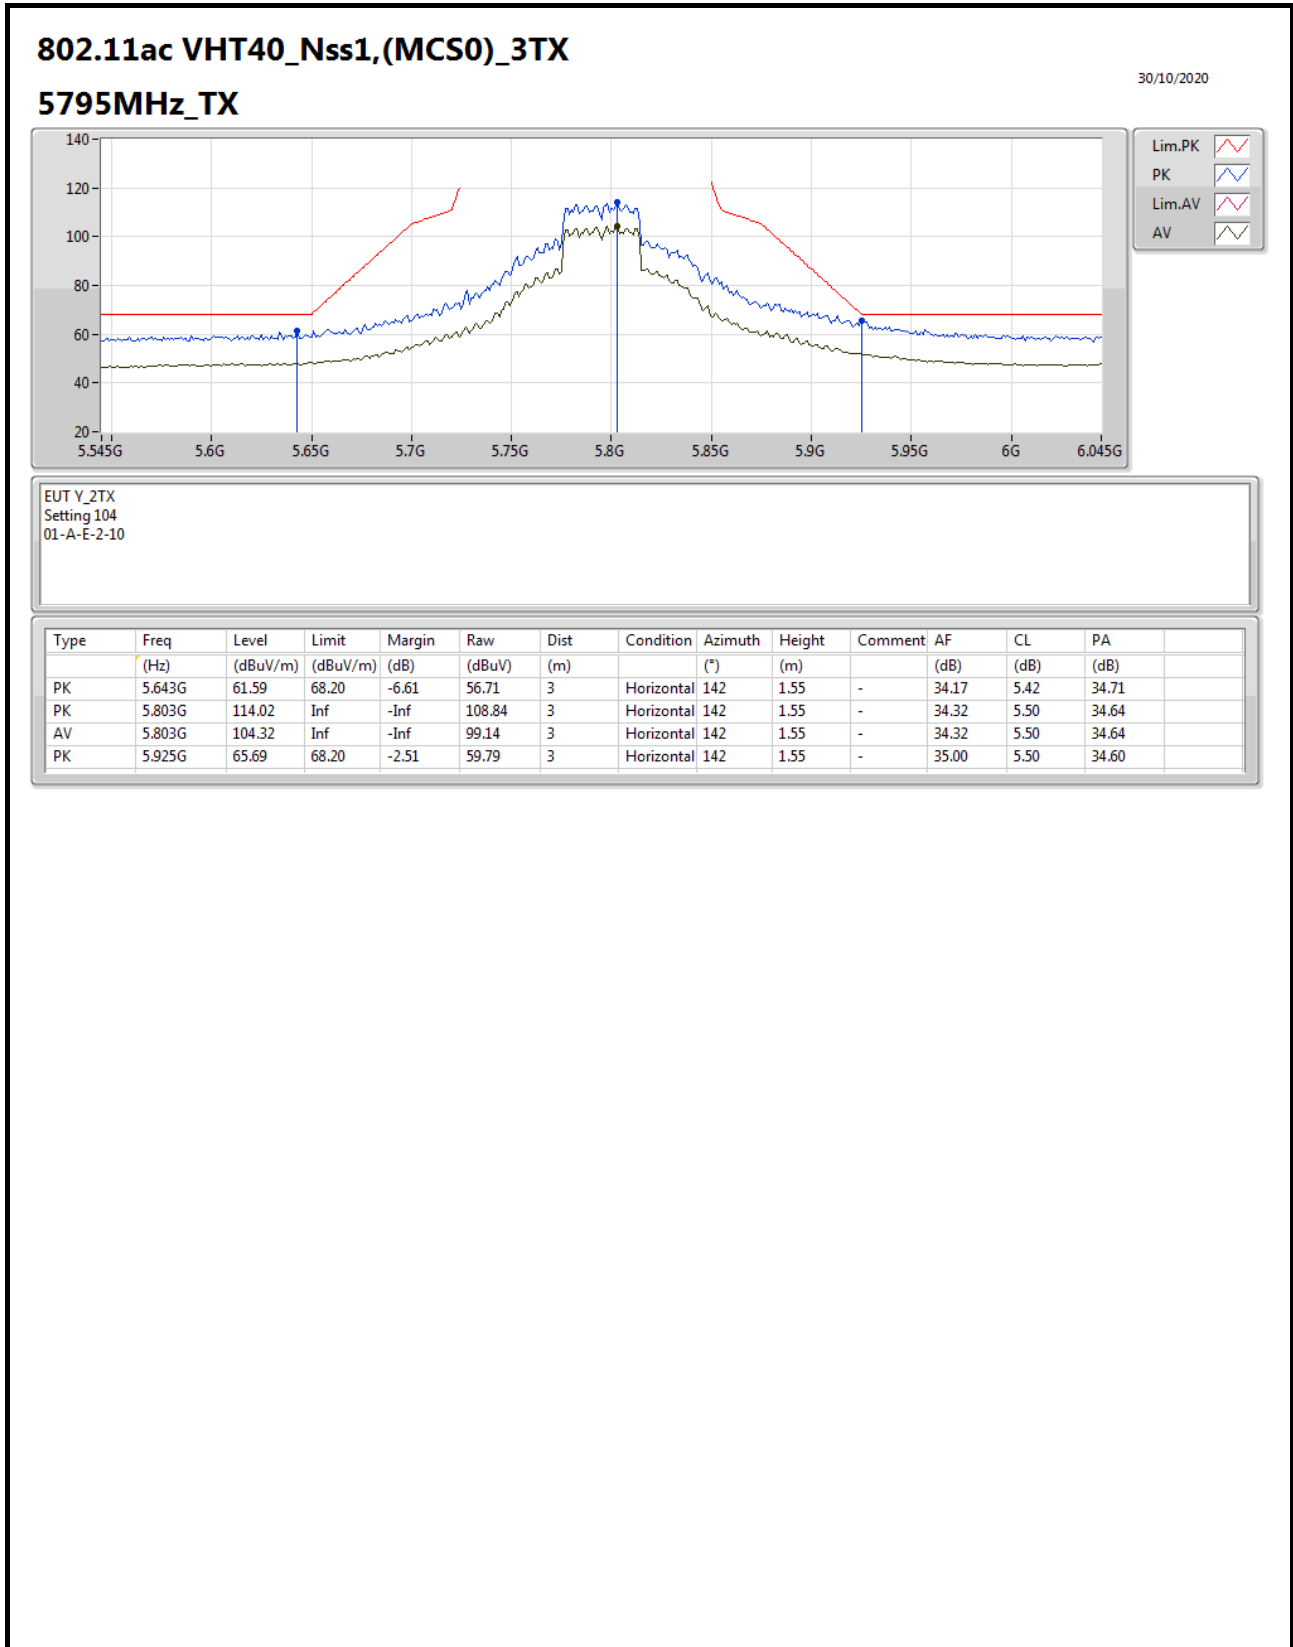 802.11ac VHT40_Nss1,(MCS0)_3TX
30/10/2020
5795MHz_TX
140
120
100
80
60
40
20
5.545G 5.6G 5.65G 5.7G 5.75G 5.8G 5.85G 5.9G 5.95G 6G 6.045G
Lim.PK
PK
Lim.AV
AV
EUT Y_2TX
Setting 104
01-A-E-2-10
Type Freq Level Limit Margin Raw Dist Condition Azimuth Height Comment AF CL PA
(Hz) (dBuV/m) (dBuV/m) (dB) (dBuV) (m) (°) (m) (dB) (dB) (dB)
PK 5.643G 61.59 68.20 -6.61 56.71 3 Horizontal 142 1.55 - 34.17 5.42 34.71
PK 5.803G 114.02 Inf -Inf 108.84 3 Horizontal 142 1.55 - 34.32 5.50 34.64
AV 5.803G 104.32 Inf -Inf 99.14 3 Horizontal 142 1.55 - 34.32 5.50 34.64
PK 5.925G 65.69 68.20 -2.51 59.79 3 Horizontal 142 1.55 - 35.00 5.50 34.60